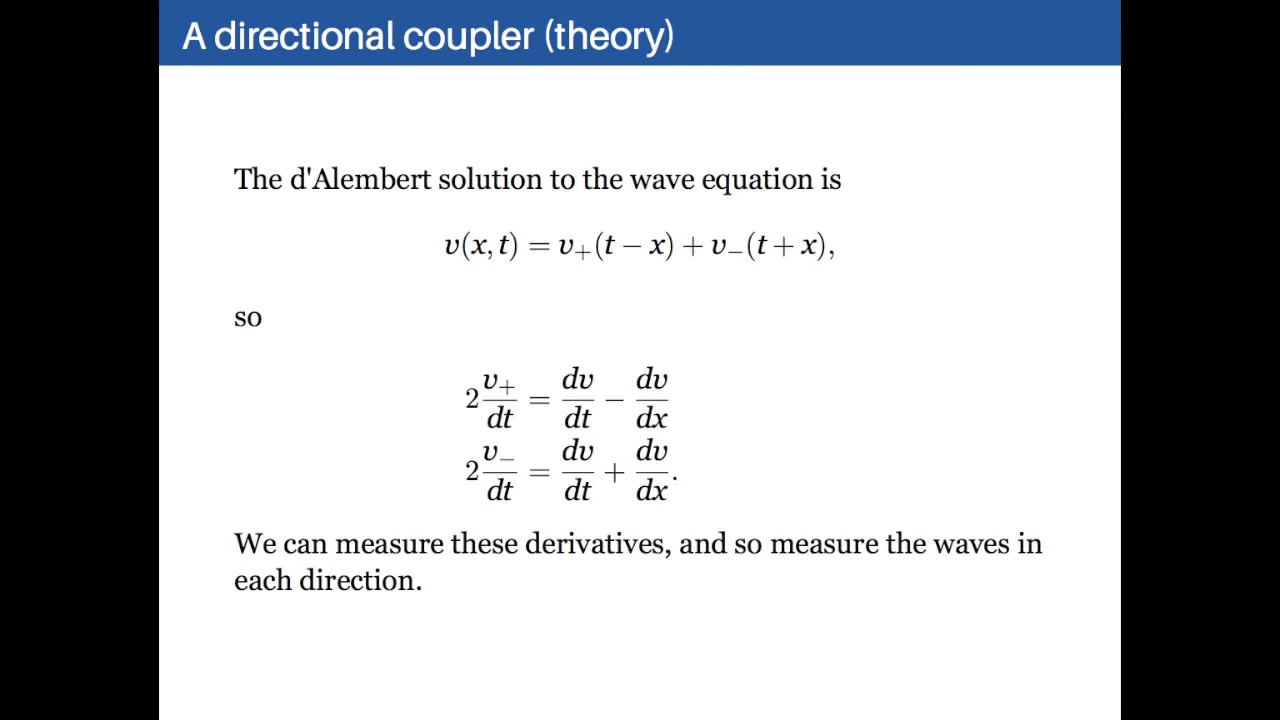 A directional coupler (theory)
The d'Alembert solution to the wave equation is
v(x, t) = v₊(t − x) + v₋(t + x),
so
2 v₊/dt = dv/dt − dv/dx
2 v₋/dt = dv/dt + dv/dx.
We can measure these derivatives, and so measure the waves in
each direction.